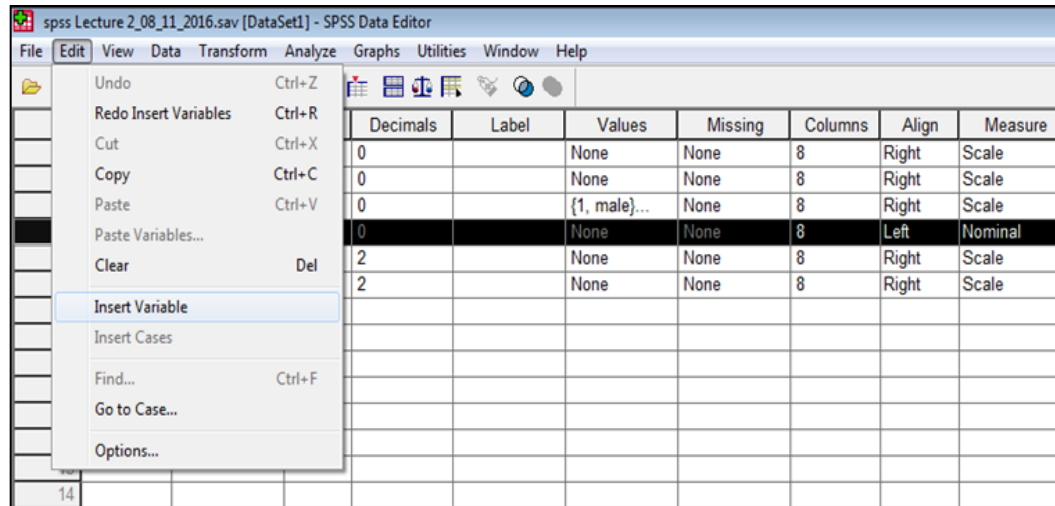 spss Lecture 2_08_11_2016.sav [DataSet1] - SPSS Data Editor
File Edit View Data Transform Analyze Graphs Utilities Window Help
Undo Ctrl+Z
Redo Insert Variables Ctrl+R
Cut Ctrl+X
Copy Ctrl+C
Paste Ctrl+V
Paste Variables...
Clear Del
Insert Variable
Insert Cases
Find... Ctrl+F
Go to Case...
Options...
Decimals Label Values Missing Columns Align Measure
0 None None 8 Right Scale
0 None None 8 Right Scale
0 {1, male}... None 8 Right Scale
0 None None 8 Left Nominal
2 None None 8 Right Scale
2 None None 8 Right Scale
14